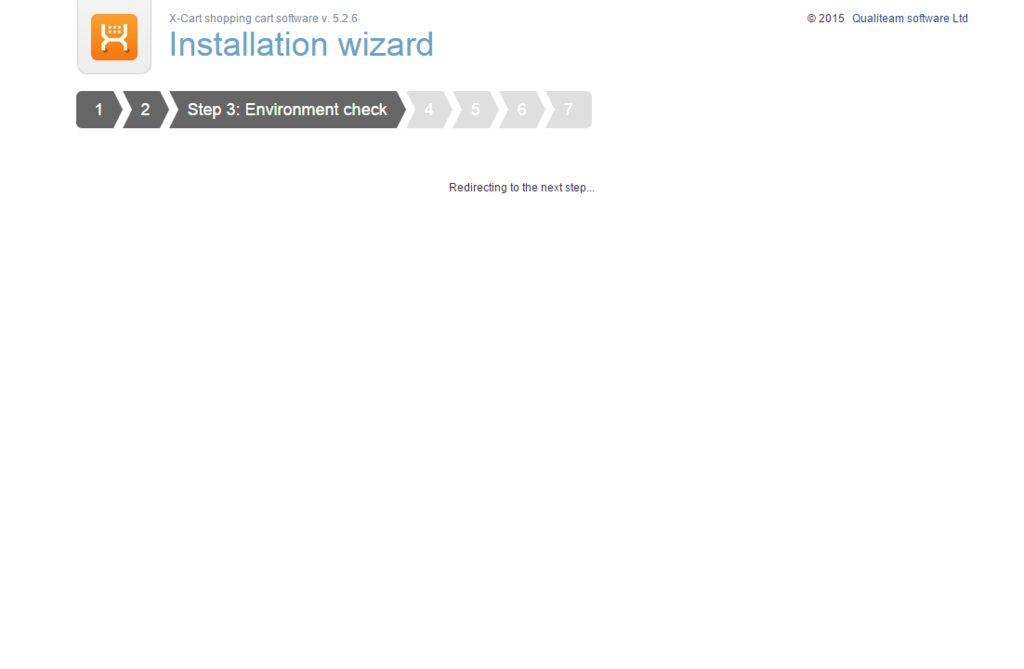 X-Cart shopping cart software v. 5.2.6
© 2015 Qualiteam software Ltd
Installation wizard
1 2 Step 3: Environment check 4 5 6 7
Redirecting to the next step...